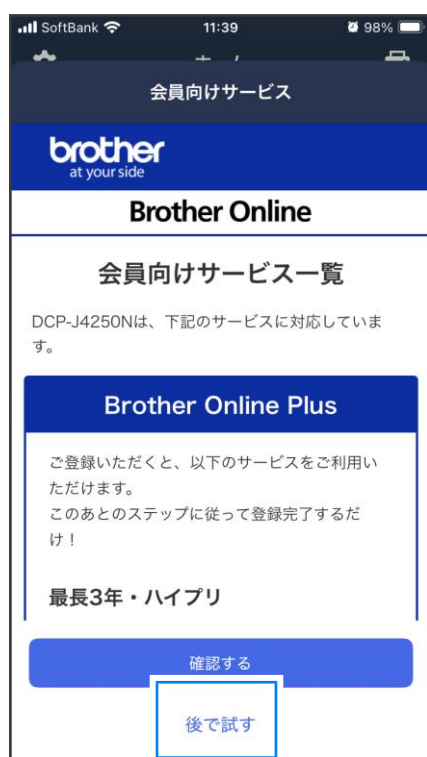 SoftBank 11:39 98%
会員向けサービス
brother
at your side
Brother Online
会員向けサービス一覧
DCP-J4250Nは、下記のサービスに対応していま
す。
Brother Online Plus
ご登録いただくと、以下のサービスをご利用い
ただけます。
このあとのステップに従って登録完了するだ
け！
最長3年・ハイプリ
確認する
後で試す